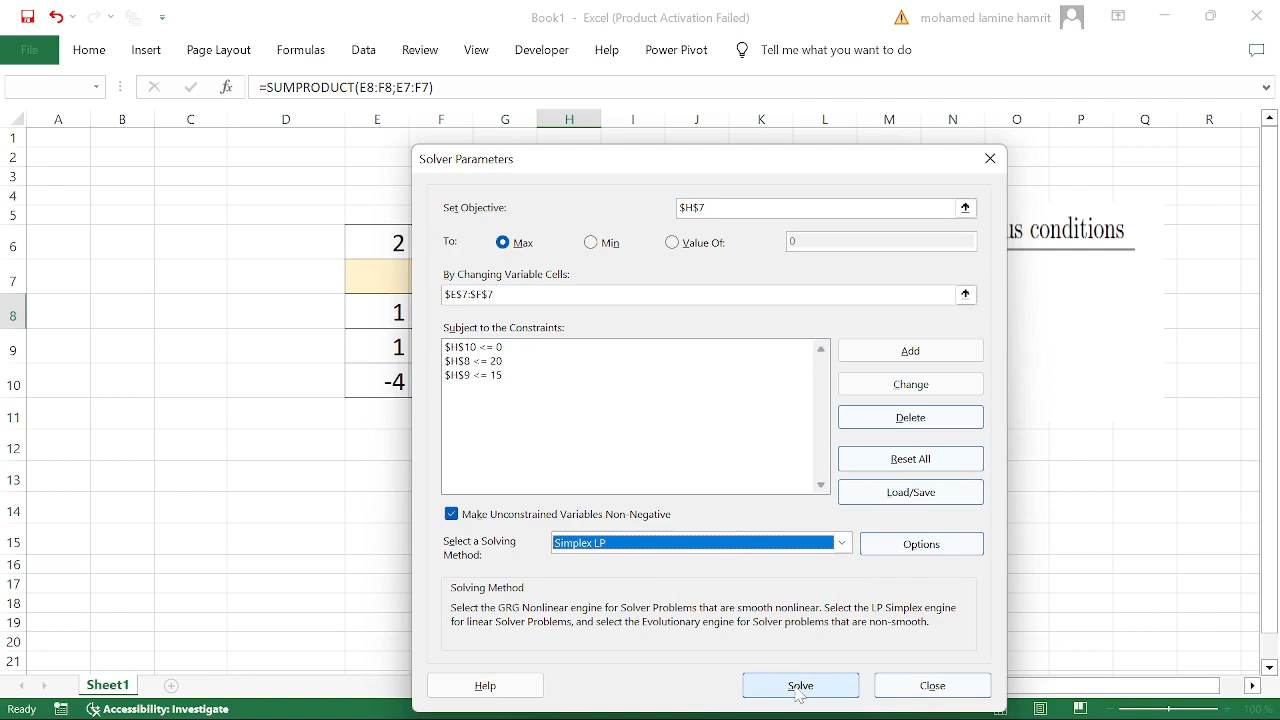 Book1 - Excel (Product Activation Failed)
mohamed lamine hamrit
File Home Insert Page Layout Formulas Data Review View Developer Help Power Pivot Tell me what you want to do
fx =SUMPRODUCT(E8:F8;E7:F7)
A B C D E F G H I J K L M N O P Q R
1
2
3
4
5
6 2
7
8 1
9 1
10 -4
11
12
13
14
15
16
17
18
19
20
21
us conditions
Solver Parameters
Set Objective: $H$7
To: Max Min Value Of: 0
By Changing Variable Cells:
$E$7:$F$7
Subject to the Constraints:
$H$10 <= 0
$H$8 <= 20
$H$9 <= 15
Add
Change
Delete
Reset All
Load/Save
Make Unconstrained Variables Non-Negative
Select a Solving
Method:
Simplex LP
Options
Solving Method
Select the GRG Nonlinear engine for Solver Problems that are smooth nonlinear. Select the LP Simplex engine
for linear Solver Problems, and select the Evolutionary engine for Solver problems that are non-smooth.
Help Solve Close
Sheet1
Ready Accessibility: Investigate 100 %